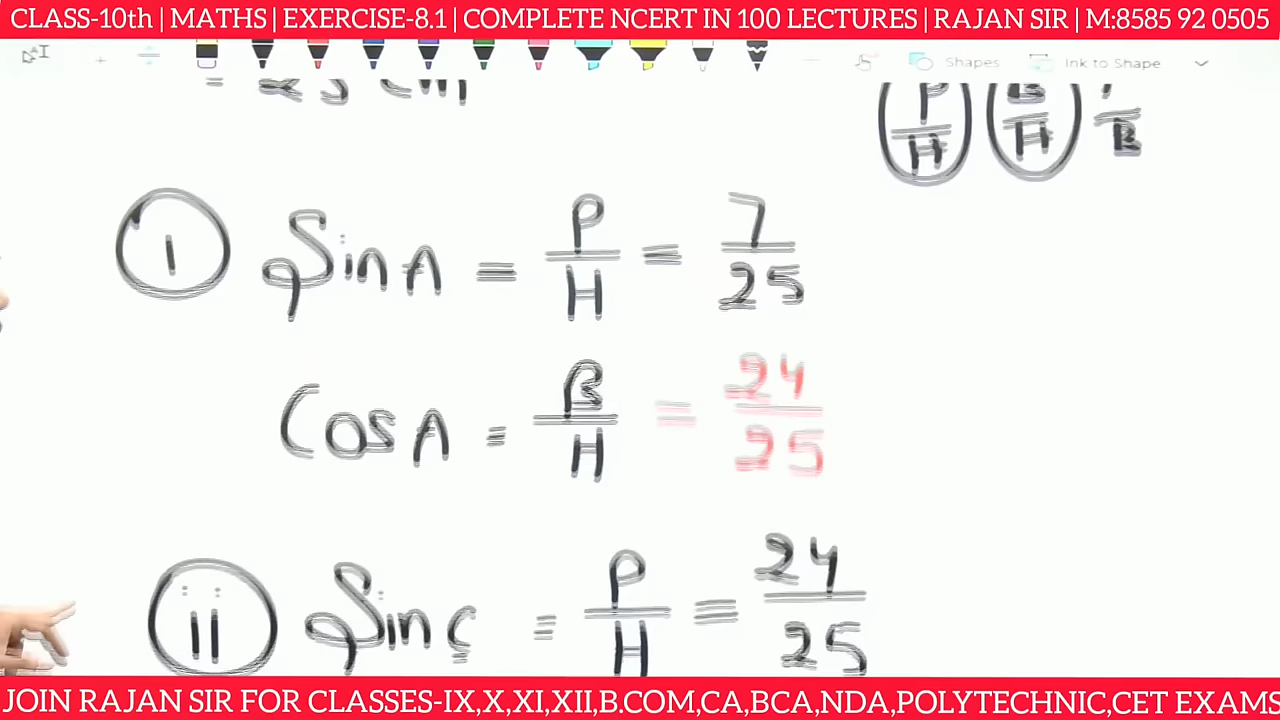 CLASS-10th | MATHS | EXERCISE-8.1 | COMPLETE NCERT IN 100 LECTURES | RAJAN SIR | M:8585 92 0505
Shapes Ink to Shape
= 25 cm
P/H B/H P/B
i Sin A = P/H = 7/25
Cos A = B/H = 24/25
ii Sin C = P/H = 24/25
JOIN RAJAN SIR FOR CLASSES-IX,X,XI,XII,B.COM,CA,BCA,NDA,POLYTECHNIC,CET EXAMS